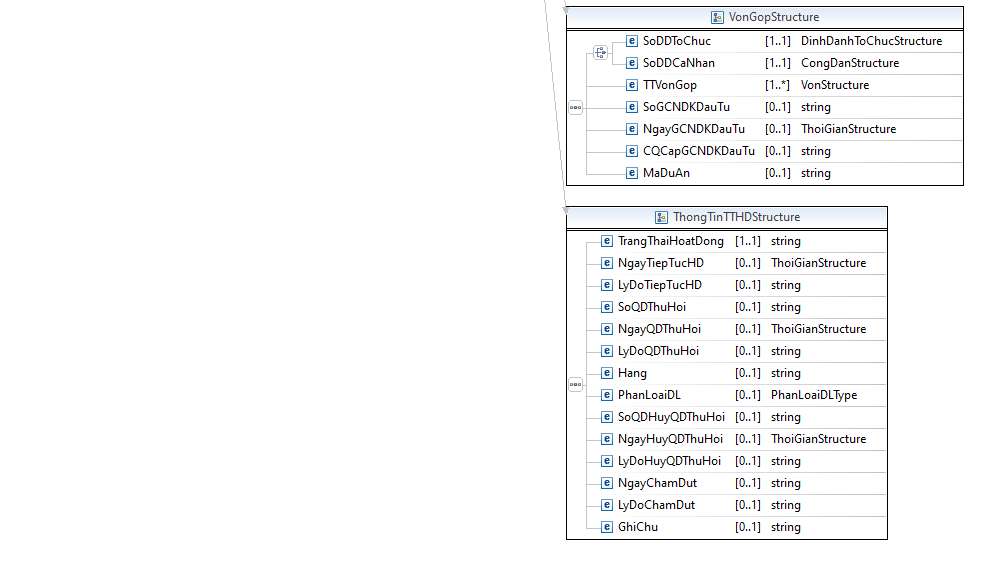 VonGopStructure
SoDDToChuc [1..1] DinhDanhToChucStructure
SoDDCaNhan [1..1] CongDanStructure
TTVonGop [1..*] VonStructure
SoGCNDKDauTu [0..1] string
NgayGCNDKDauTu [0..1] ThoiGianStructure
CQCapGCNDKDauTu [0..1] string
MaDuAn [0..1] string
ThongTinTTHDStructure
TrangThaiHoatDong [1..1] string
NgayTiepTucHD [0..1] ThoiGianStructure
LyDoTiepTucHD [0..1] string
SoQDThuHoi [0..1] string
NgayQDThuHoi [0..1] ThoiGianStructure
LyDoQDThuHoi [0..1] string
Hang [0..1] string
PhanLoaiDL [0..1] PhanLoaiDLType
SoQDHuyQDThuHoi [0..1] string
NgayHuyQDThuHoi [0..1] ThoiGianStructure
LyDoHuyQDThuHoi [0..1] string
NgayChamDut [0..1] string
LyDoChamDut [0..1] string
GhiChu [0..1] string